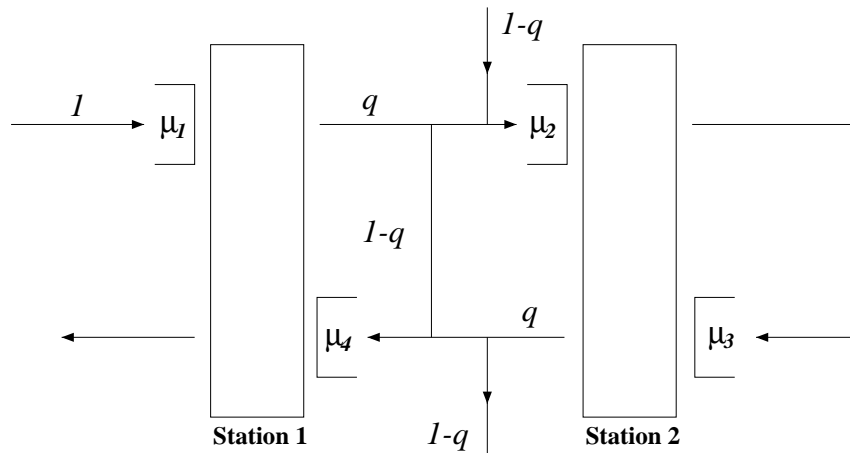 1-q
1
q
μ1
μ2
1-q
q
μ4
μ3
Station 1
Station 2
1-q